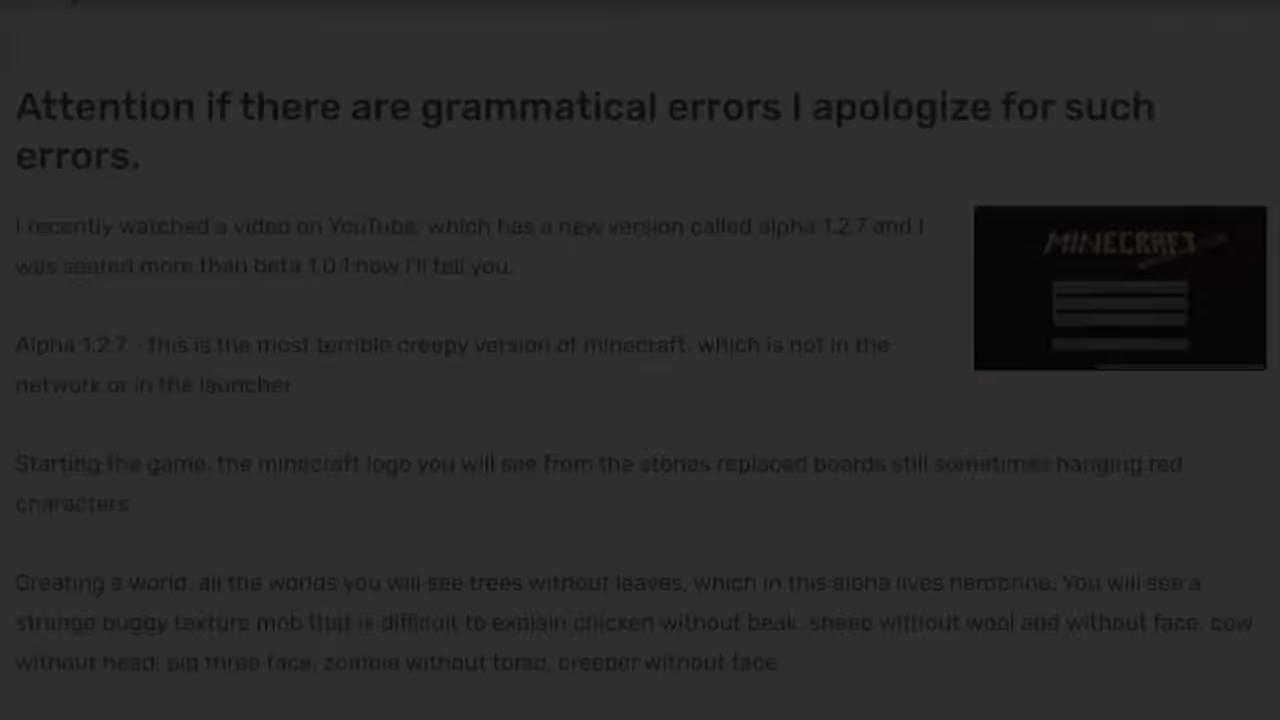 Attention if there are grammatical errors I apologize for such
errors.
I recently watched a video on YouTube, which has a new version called alpha 1.2.7 and I
was scared more than beta 1.0.1 now I'll tell you.
MINECRAFT
Alpha 1.2.7 - this is the most terrible creepy version of minecraft, which is not in the
network or in the launcher
Starting the game, the minecraft logo you will see from the stones replaced boards still sometimes hanging red
characters
Creating a world, all the worlds you will see trees without leaves, which in this alpha lives herobrine. You will see a
strange buggy texture mob that is difficult to explain chicken without beak, sheep without wool and without face, cow
without head, pig three face, zombie without torso, creeper without face